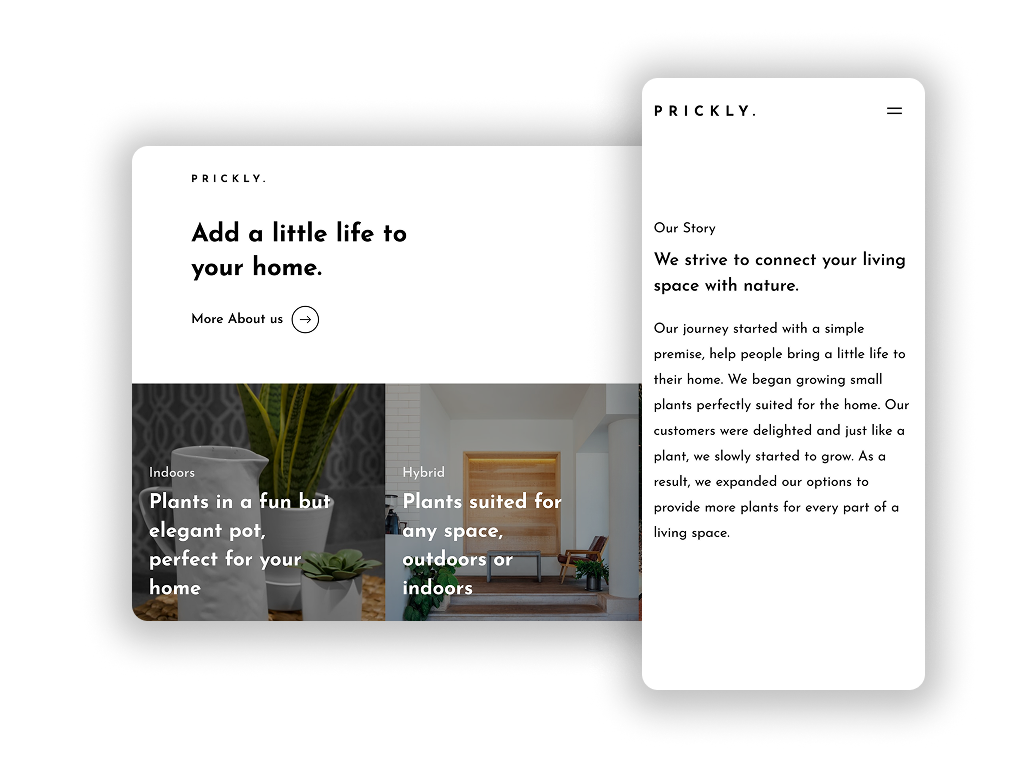 PRICKLY.
Add a little life to
your home.
More About us
Indoors
Plants in a fun but
elegant pot,
perfect for your
home
Hybrid
Plants suited for
any space,
outdoors or
indoors
PRICKLY.
Our Story
We strive to connect your living
space with nature.
Our journey started with a simple
premise, help people bring a little life to
their home. We began growing small
plants perfectly suited for the home. Our
customers were delighted and just like a
plant, we slowly started to grow. As a
result, we expanded our options to
provide more plants for every part of a
living space.